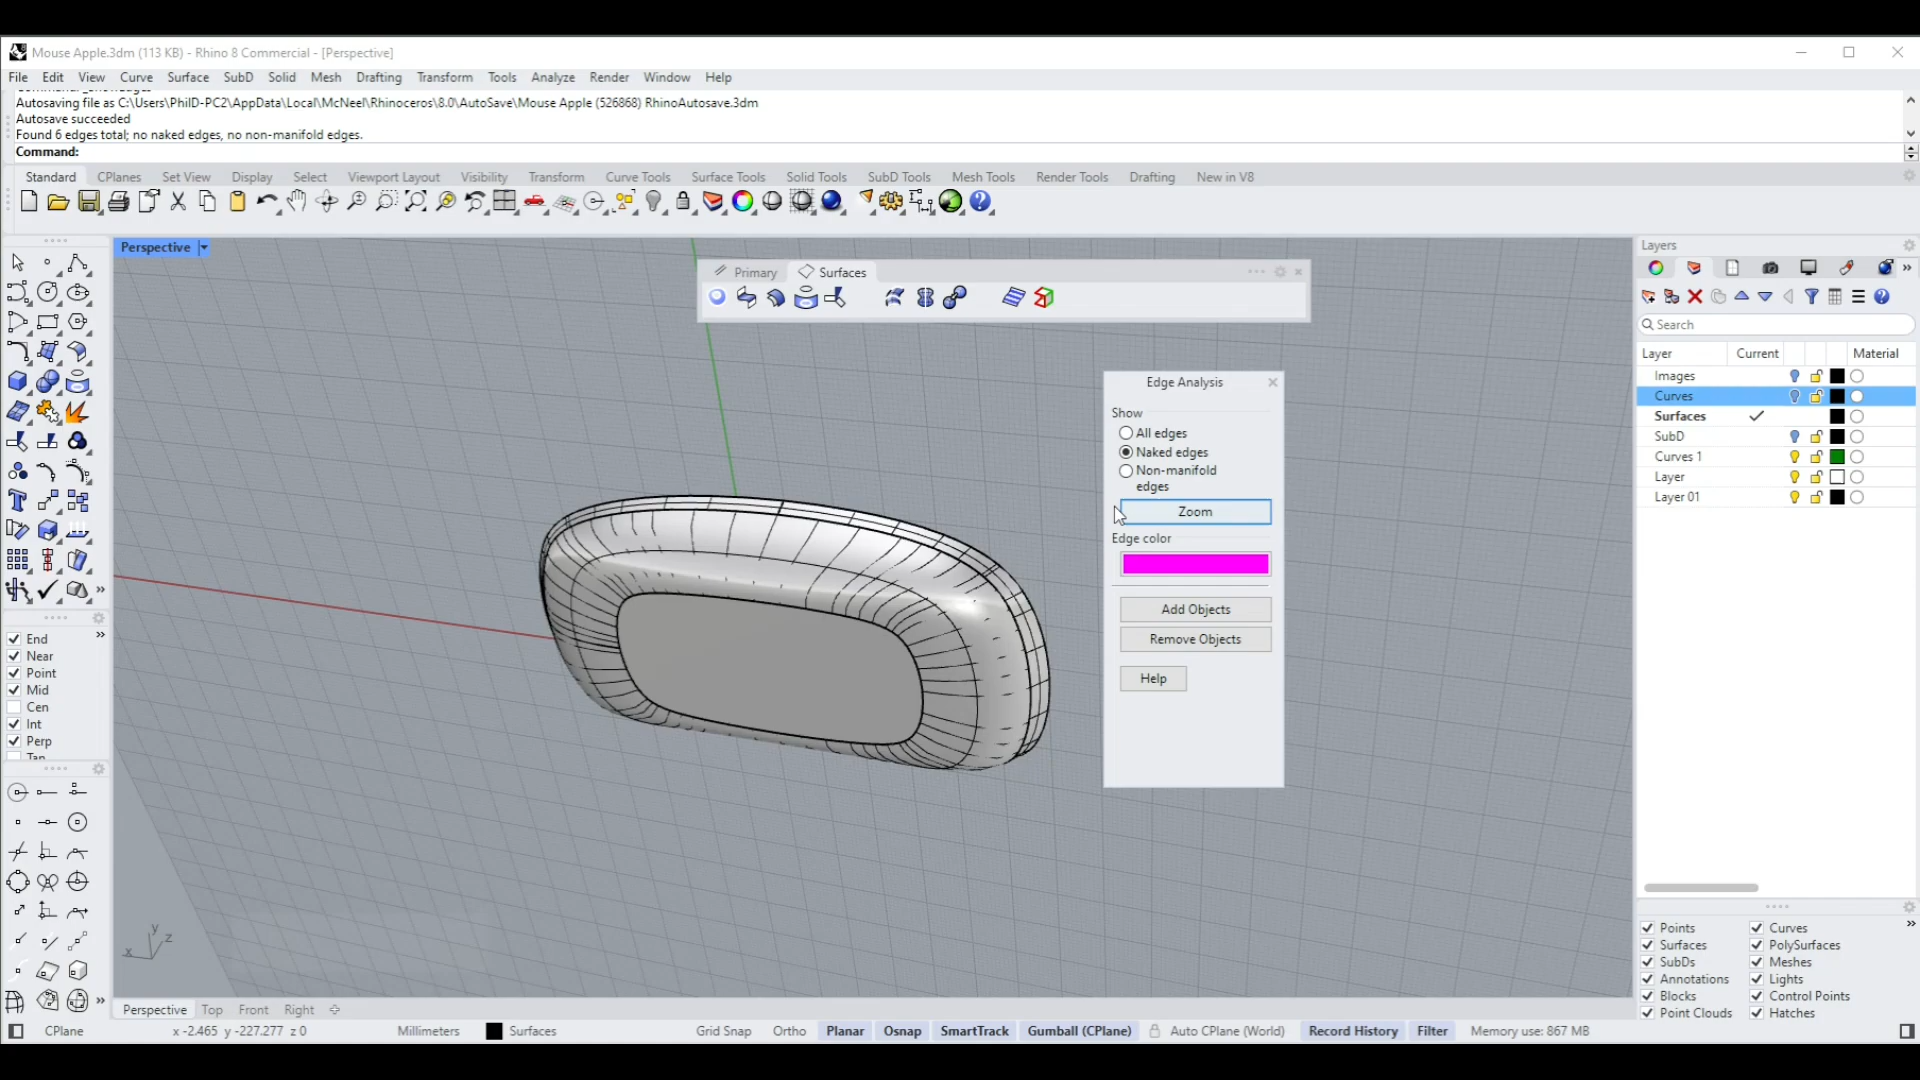 Mouse Apple.3dm (113 KB) - Rhino 8 Commercial - [Perspective]
File Edit View Curve Surface SubD Solid Mesh Drafting Transform Tools Analyze Render Window Help
Autosaving file as C:\Users\PhilD-PC2\AppData\Local\McNeel\Rhinoceros\8.0\AutoSave\Mouse Apple (526868) RhinoAutosave.3dm
Autosave succeeded
Found 6 edges total; no naked edges, no non-manifold edges.
Command:
Standard CPlanes Set View Display Select Viewport Layout Visibility Transform Curve Tools Surface Tools Solid Tools SubD Tools Mesh Tools Render Tools Drafting New in V8
Perspective
Primary Surfaces
Edge Analysis
Show
All edges
Naked edges
Non-manifold
edges
Zoom
Edge color
Add Objects
Remove Objects
Help
Layers
Search
Layer Current Material
Images
Curves
Surfaces
SubD
Curves 1
Layer
Layer 01
End
Near
Point
Mid
Cen
Int
Perp
Points Curves
Surfaces PolySurfaces
SubDs Meshes
Annotations Lights
Blocks Control Points
Point Clouds Hatches
y
z
x
Perspective Top Front Right
CPlane x -2.465 y -227.277 z 0 Millimeters Surfaces Grid Snap Ortho Planar Osnap SmartTrack Gumball (CPlane) Auto CPlane (World) Record History Filter Memory use: 867 MB